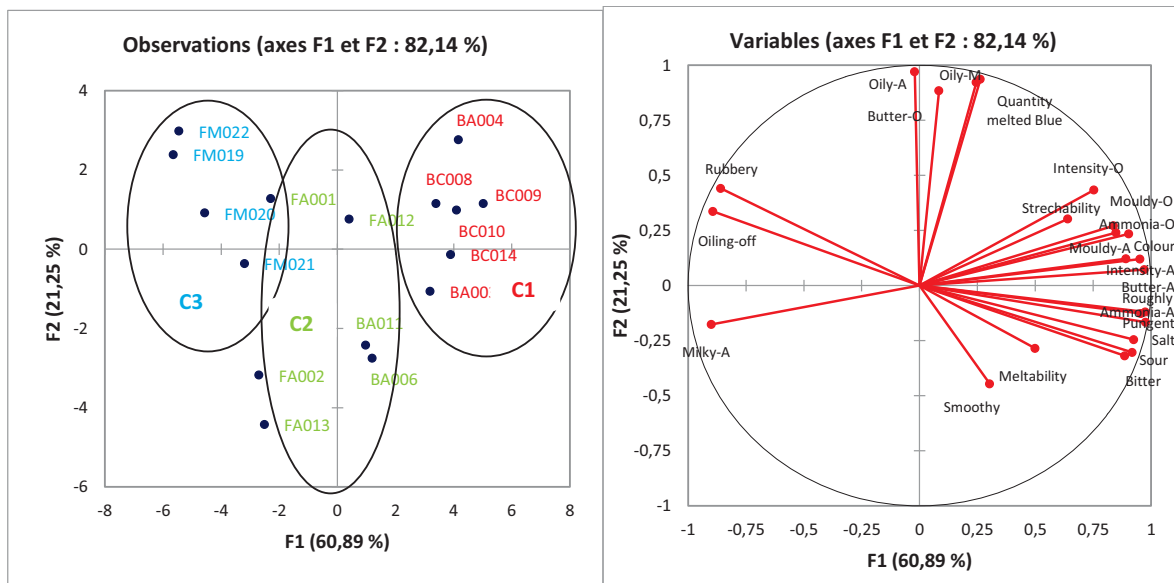 Observations (axes F1 et F2 : 82,14 %)
4
2
0
-2
-4
-6
F2 (21,25 %)
FM022
FM019
FM020
FM021
C3
FA001
FA012
C2
BA011
BA006
FA002
FA013
BA004
BC008
BC009
BC010
BC014
BA00
C1
-8 -6 -4 -2 0 2 4 6 8
F1 (60,89 %)
Variables (axes F1 et F2 : 82,14 %)
1
0,75
0,5
0,25
0
-0,25
-0,5
-0,75
-1
F2 (21,25 %)
Oily-A
Oily-M
Butter-O
Quantity
melted Blue
Rubbery
Oiling-off
Intensity-O
Mouldy-O
Strechability
Ammonia-O
Mouldy-A Colour
Intensity-A
Butter-A
Roughly
Ammonia-A
Pungent
Salt
Sour
Bitter
Milky-A
Meltability
Smoothy
-1 -0,75 -0,5 -0,25 0 0,25 0,5 0,75 1
F1 (60,89 %)